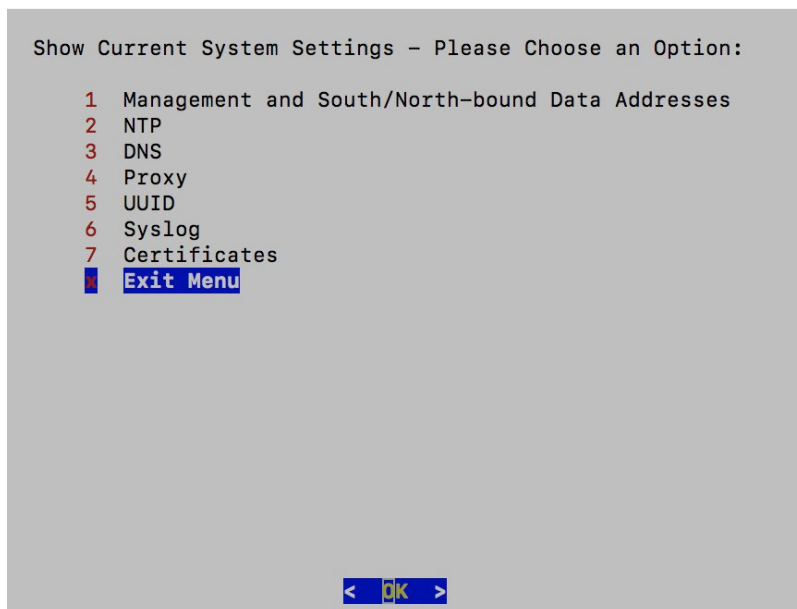 Show Current System Settings – Please Choose an Option:
1 Management and South/North–bound Data Addresses
2 NTP
3 DNS
4 Proxy
5 UUID
6 Syslog
7 Certificates
x Exit Menu
< OK >